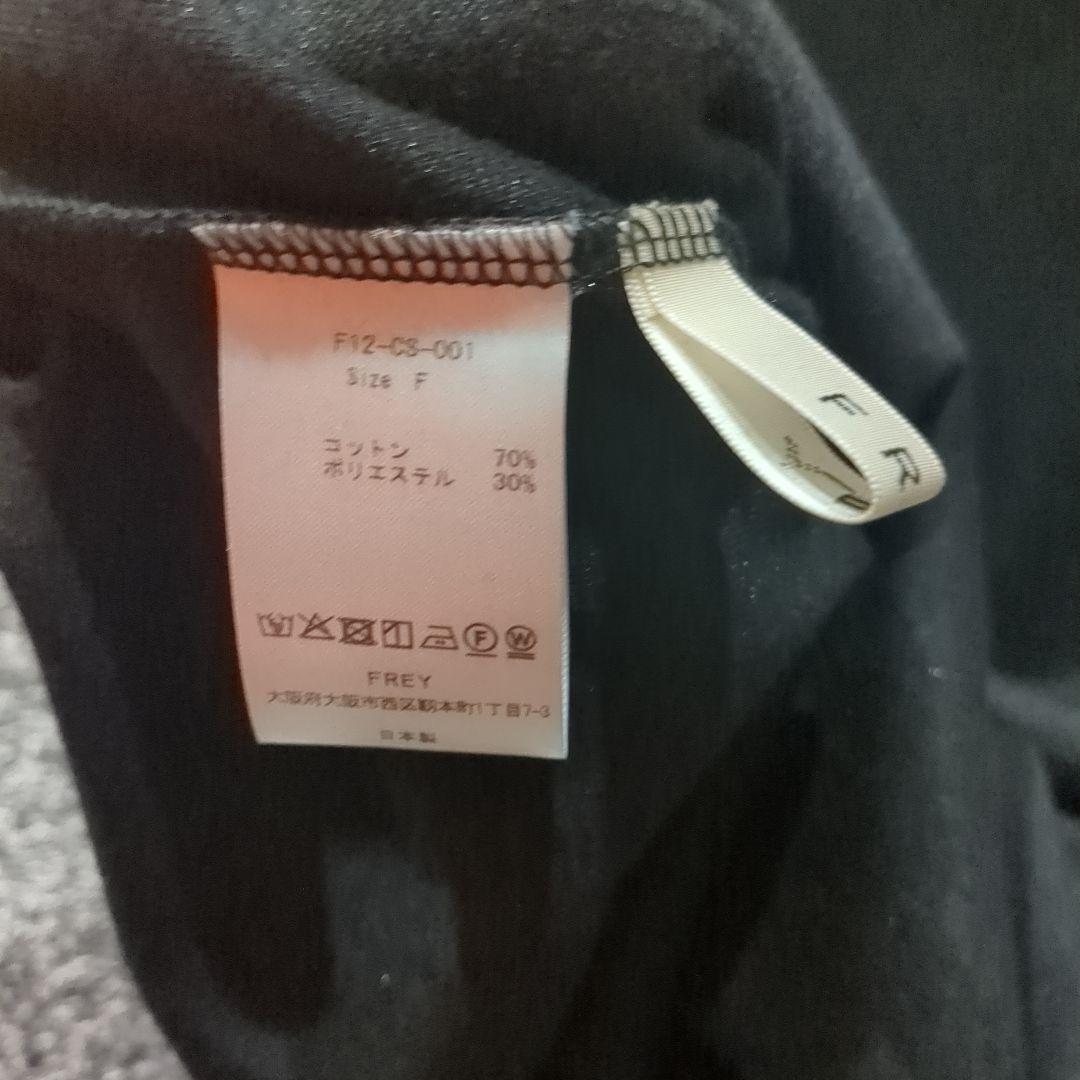 F12-CS-001
Size F
コットン 70%
ポリエステル 30%
F W
FREY
大阪府大阪市西区靭本町1丁目7-3
日本製
F R